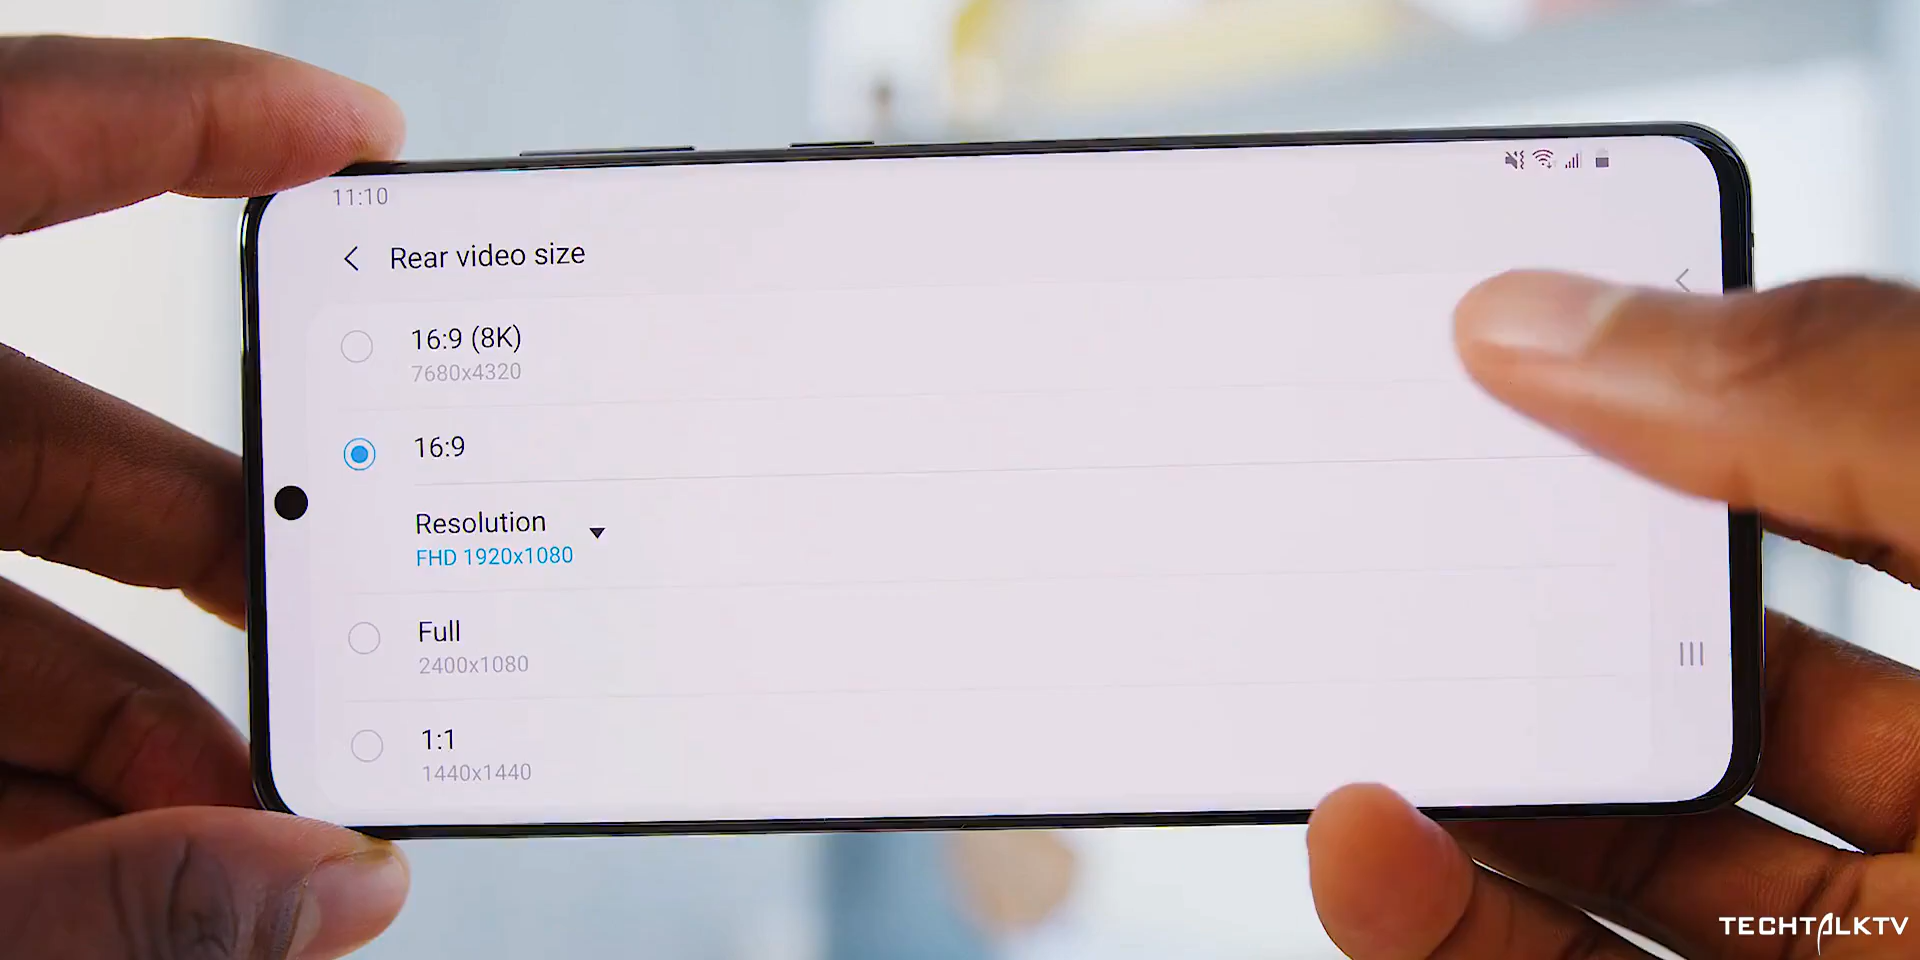 11:10
Rear video size
16:9 (8K)
7680x4320
16:9
Resolution
FHD 1920x1080
Full
2400x1080
1:1
1440x1440
TECHTALKTV